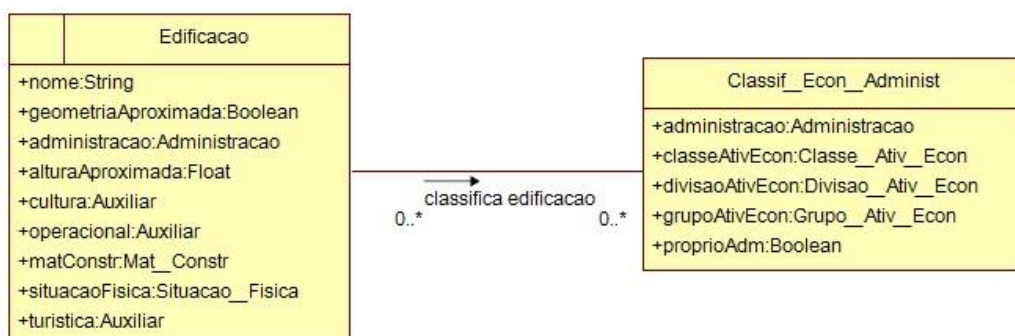 Edificacao
+nome:String
+geometriaAproximada:Boolean
+administracao:Administracao
+alturaAproximada:Float
+cultura:Auxiliar
+operacional:Auxiliar
+matConstr:Mat__Constr
+situacaoFisica:Situacao__Fisica
+turistica:Auxiliar
classifica edificacao
0..*
0..*
Classif__Econ__Administ
+administracao:Administracao
+classeAtivEcon:Classe__Ativ__Econ
+divisaoAtivEcon:Divisao__Ativ__Econ
+grupoAtivEcon:Grupo__Ativ__Econ
+proprioAdm:Boolean